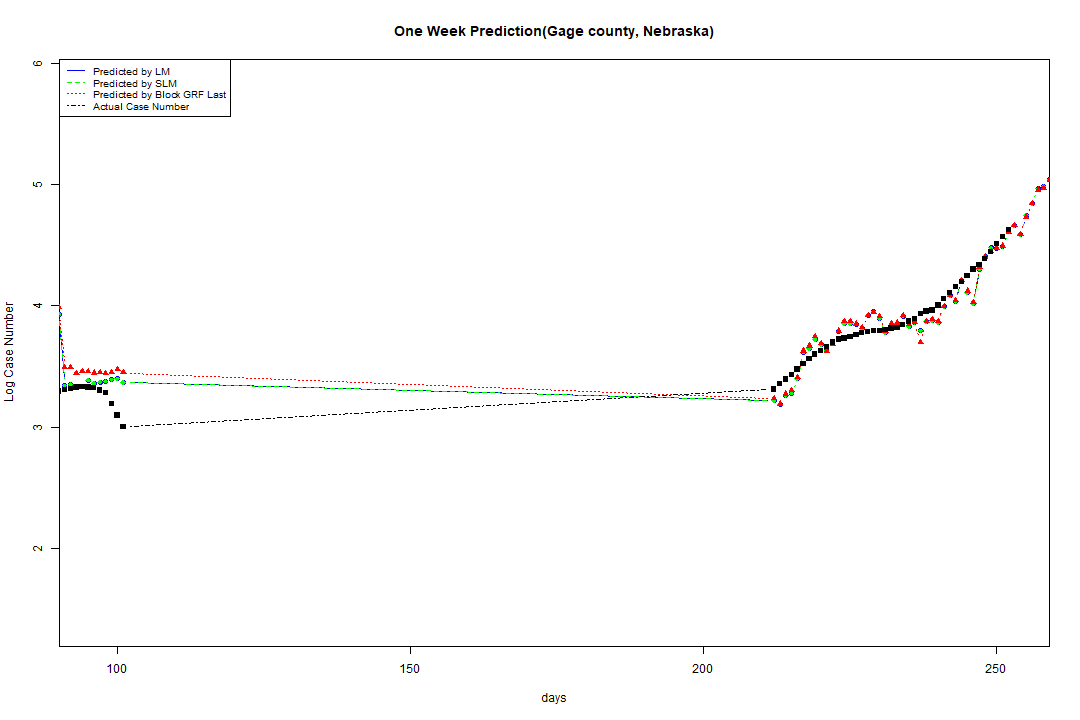 One Week Prediction(Gage county, Nebraska)
Predicted by LM
Predicted by SLM
Predicted by Block GRF Last
Actual Case Number
6
5
4
3
2
Log Case Number
100
150
200
250
days